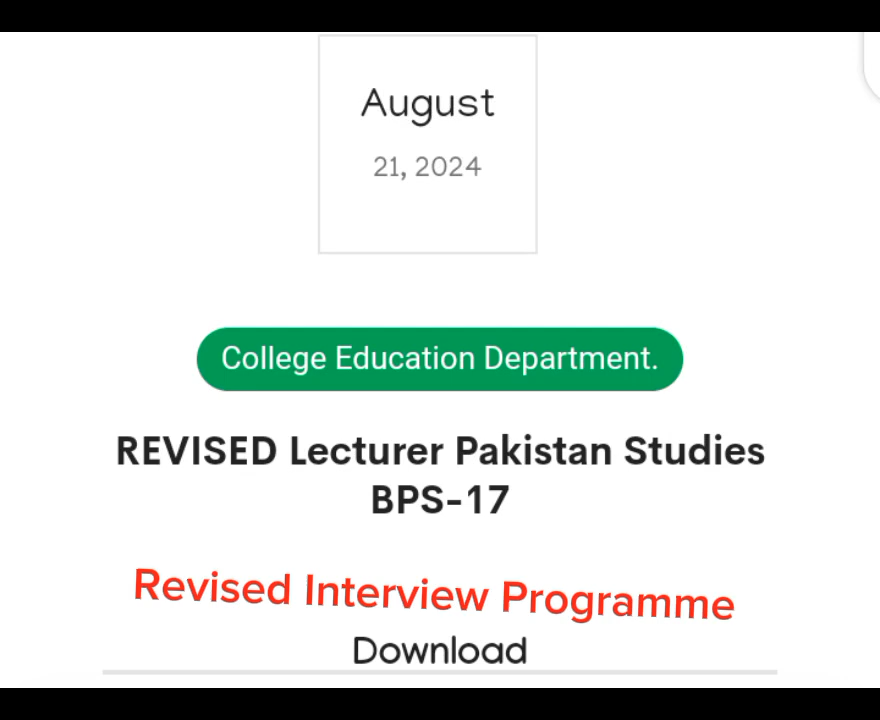 August
21, 2024
College Education Department.
REVISED Lecturer Pakistan Studies
BPS-17
Revised Interview Programme
Download